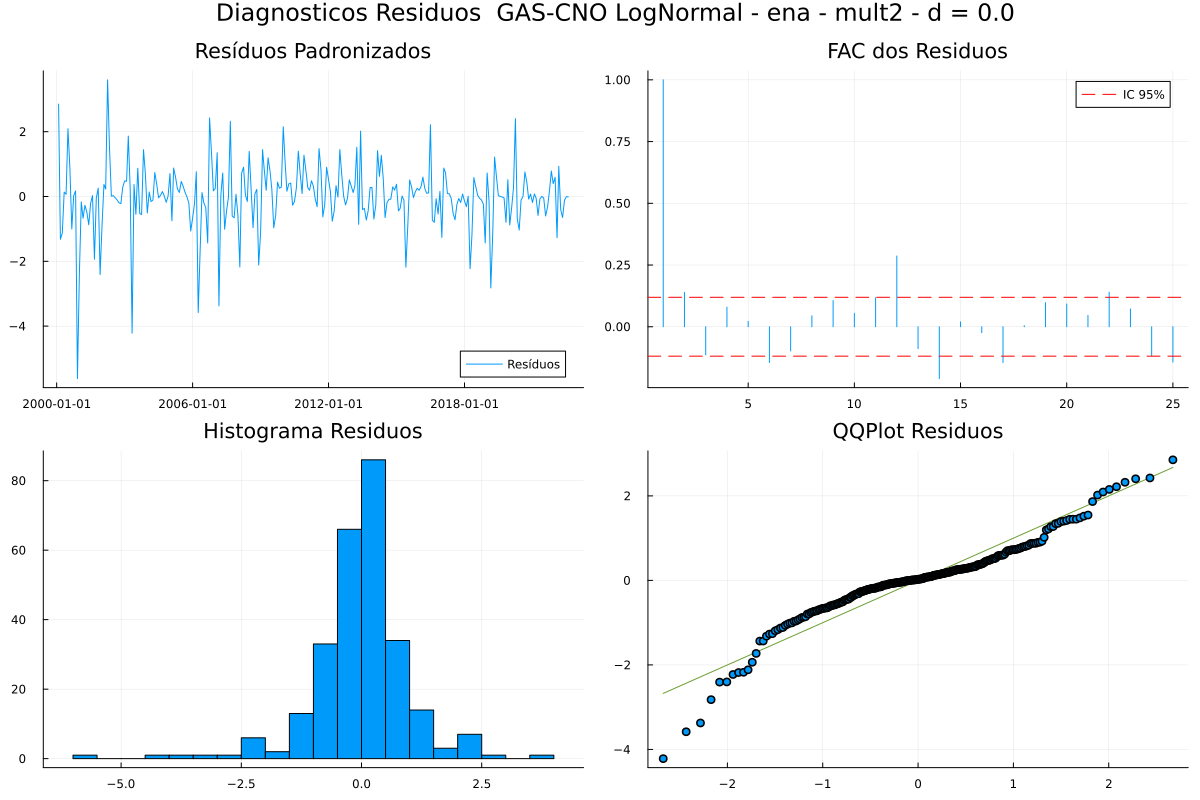 Diagnosticos Residuos  GAS-CNO LogNormal - ena - mult2 - d = 0.0
Resíduos Padronizados
2
0
−2
−4
2000-01-01 2006-01-01 2012-01-01 2018-01-01
Resíduos
FAC dos Residuos
1.00
0.75
0.50
0.25
0.00
5 10 15 20 25
IC 95%
Histograma Residuos
80
60
40
20
0
−5.0 −2.5 0.0 2.5
QQPlot Residuos
2
0
−2
−4
−2 −1 0 1 2